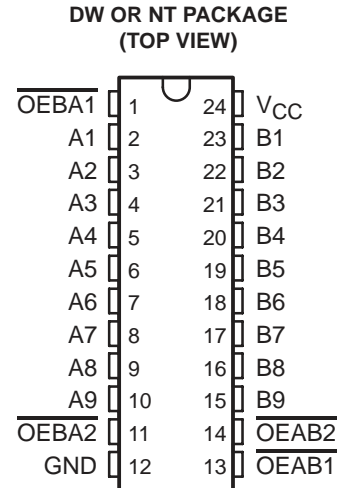 DW OR NT PACKAGE
(TOP VIEW)
OEBA1 1 24 VCC
A1 2 23 B1
A2 3 22 B2
A3 4 21 B3
A4 5 20 B4
A5 6 19 B5
A6 7 18 B6
A7 8 17 B7
A8 9 16 B8
A9 10 15 B9
OEBA2 11 14 OEAB2
GND 12 13 OEAB1